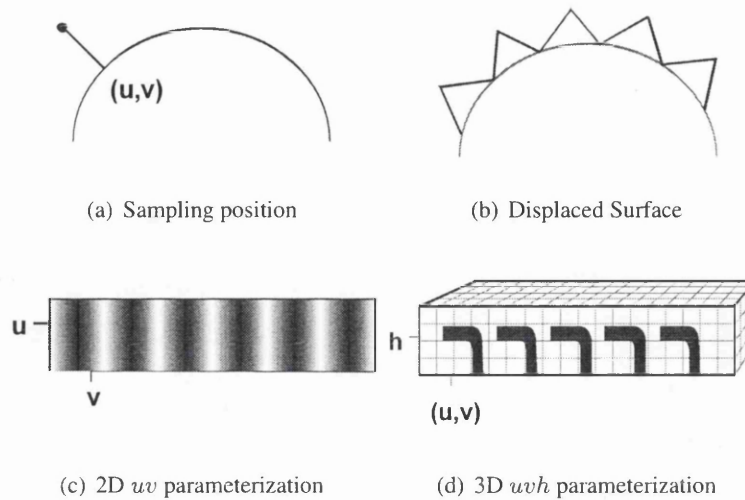 (u,v)
(a) Sampling position
(b) Displaced Surface
u
v
h
(u,v)
(c) 2D uv parameterization
(d) 3D uvh parameterization